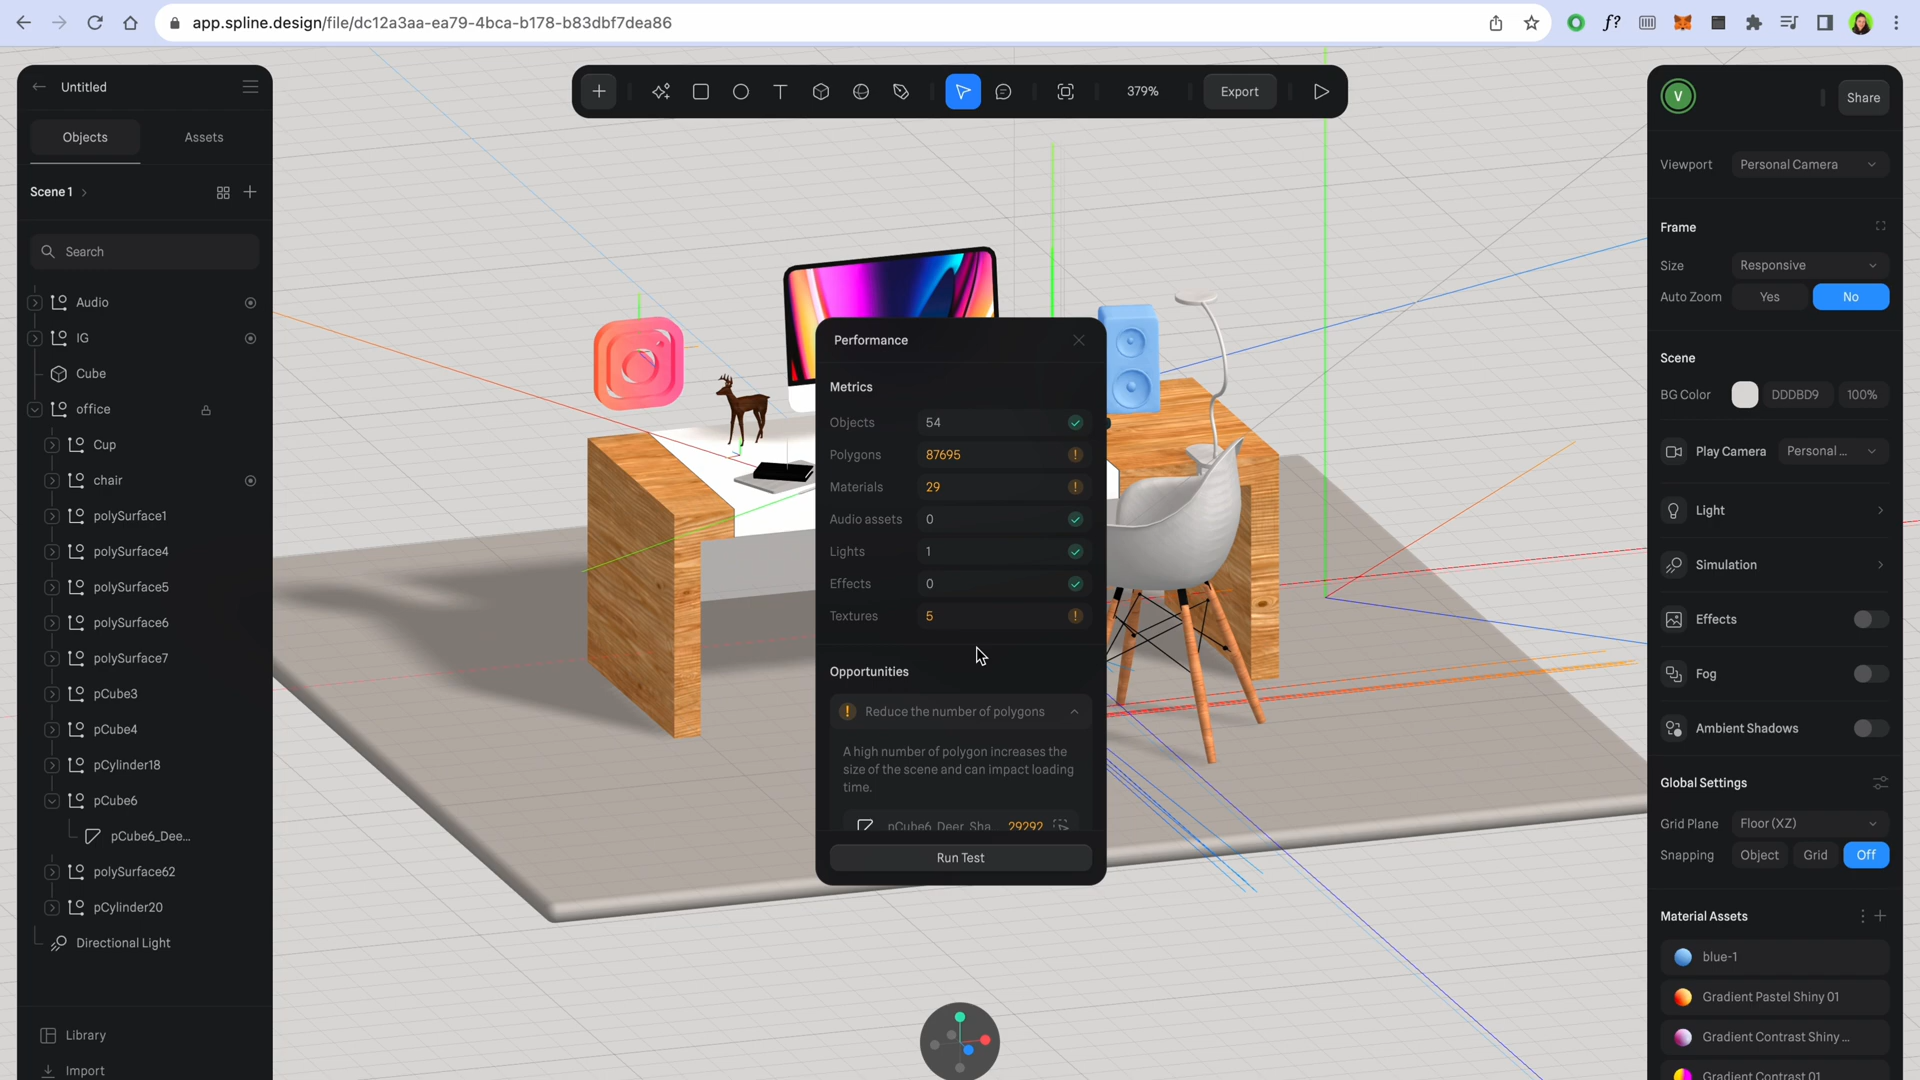 app.spline.design/file/dc12a3aa-ea79-4bca-b178-b83dbf7dea86
f?
Untitled
Objects
Assets
Scene 1
Search
Audio
IG
Cube
office
Cup
chair
polySurface1
polySurface4
polySurface5
polySurface6
polySurface7
pCube3
pCube4
pCylinder18
pCube6
pCube6_Dee...
polySurface62
pCylinder20
Directional Light
Library
Import
T
379%
Export
Performance
Metrics
Objects 54
Polygons 87695 !
Materials 29 !
Audio assets 0
Lights 1
Effects 0
Textures 5 !
Opportunities
! Reduce the number of polygons
A high number of polygon increases the
size of the scene and can impact loading
time.
pCube6_Deer_Sha 29292
Run Test
V
Share
Viewport Personal Camera
Frame
Size Responsive
Auto Zoom Yes No
Scene
BG Color DDDBD9 100%
Play Camera Personal ...
Light
Simulation
Effects
Fog
Ambient Shadows
Global Settings
Grid Plane Floor (XZ)
Snapping Object Grid Off
Material Assets
blue-1
Gradient Pastel Shiny 01
Gradient Contrast Shiny ...
Gradient Contrast 01